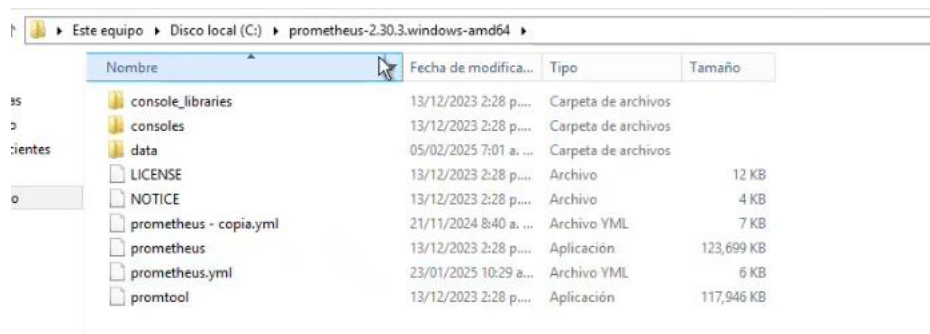 Este equipo ▸ Disco local (C:) ▸ prometheus-2.30.3.windows-amd64 ▸
Nombre Fecha de modifica... Tipo Tamaño
as console_libraries 13/12/2023 2:28 p.... Carpeta de archivos
consoles 13/12/2023 2:28 p.... Carpeta de archivos
cientes data 05/02/2025 7:01 a. ... Carpeta de archivos
LICENSE 13/12/2023 2:28 p.... Archivo 12 KB
o NOTICE 13/12/2023 2:28 p.... Archivo 4 KB
prometheus - copia.yml 21/11/2024 8:40 a. ... Archivo YML 7 KB
prometheus 13/12/2023 2:28 p.... Aplicación 123,699 KB
prometheus.yml 23/01/2025 10:29 a... Archivo YML 6 KB
promtool 13/12/2023 2:28 p.... Aplicación 117,946 KB